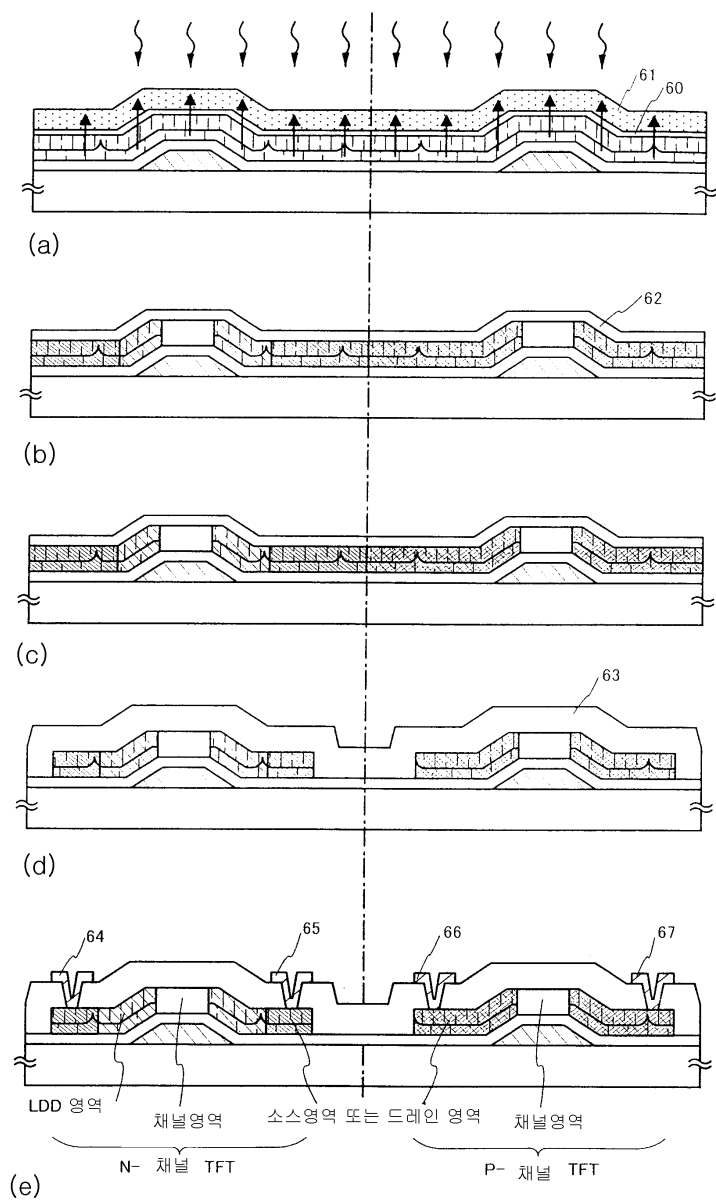 61
60
(a)
62
(b)
(c)
63
(d)
64
65
66
67
LDD 영역
채널영역
소스영역 또는 드레인 영역
채널영역
N- 채널 TFT
P- 채널 TFT
(e)